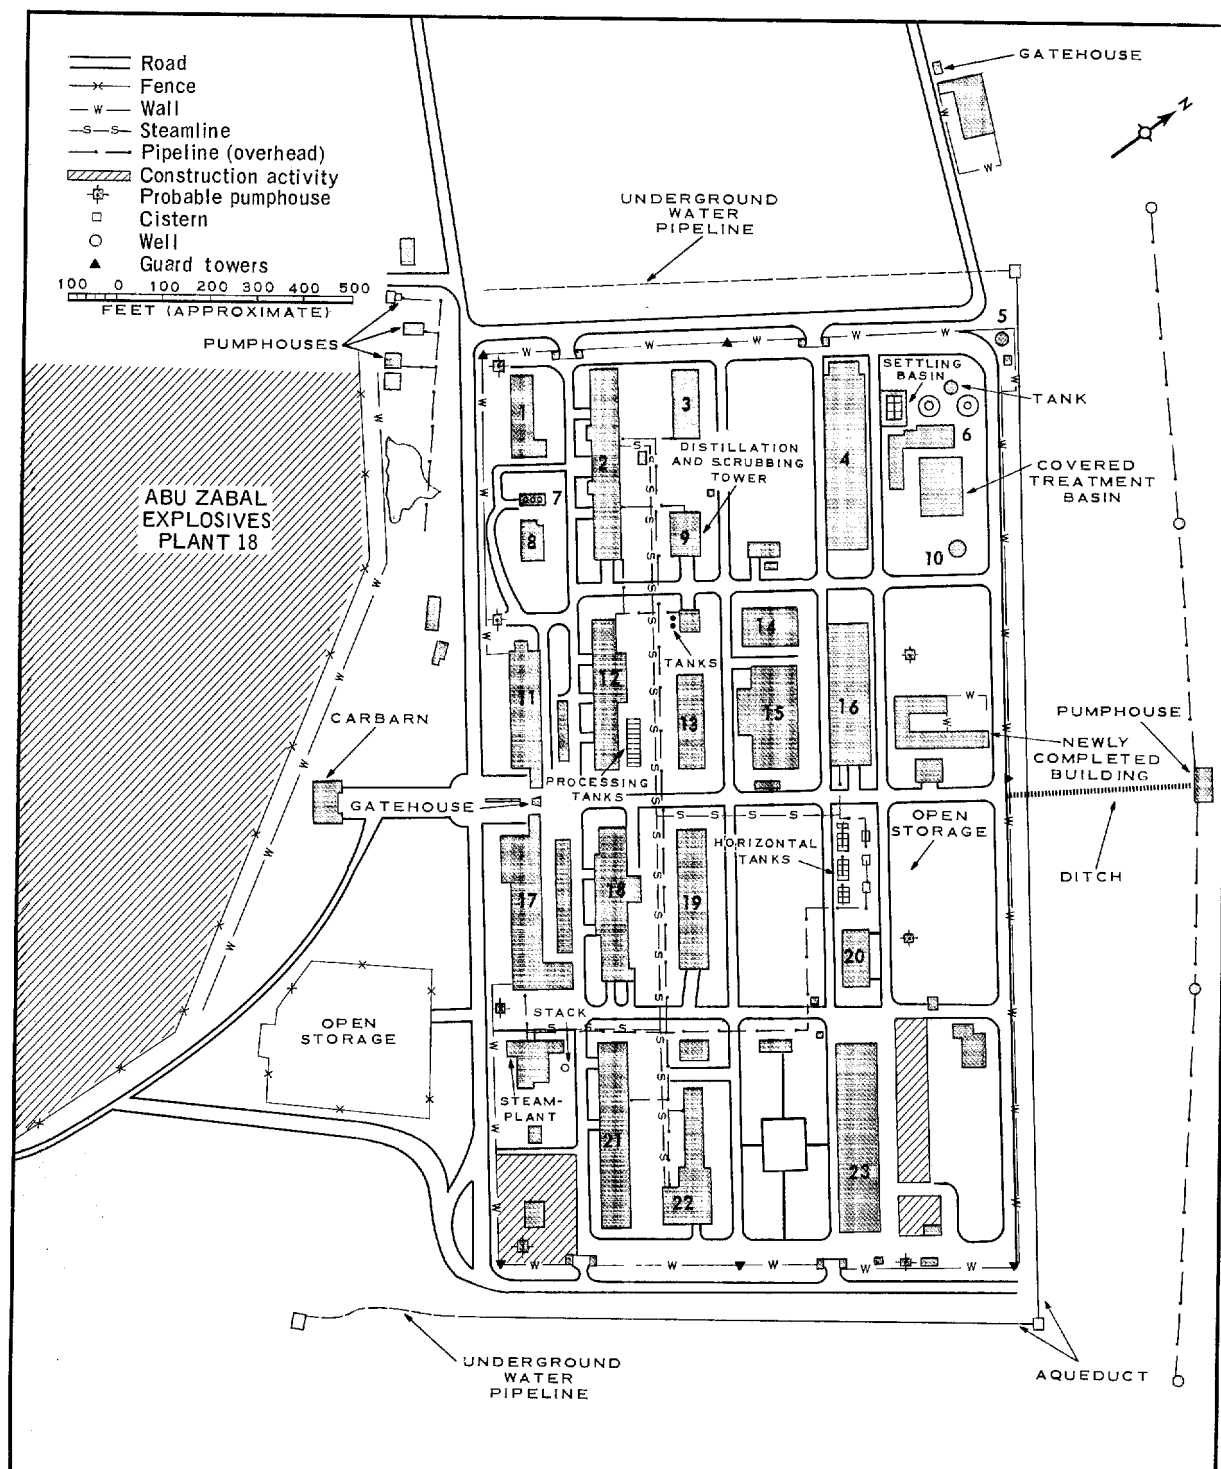 Road
Fence
W
Wall
S S
Steamline
Pipeline (overhead)
Construction activity
Probable pumphouse
Cistern
Well
Guard towers
100 0 100 200 300 400 500
FEET (APPROXIMATE)
PUMPHOUSES
GATEHOUSE
N
UNDERGROUND
WATER
PIPELINE
ABU ZABAL
EXPLOSIVES
PLANT 18
1
2
3
4
5
SETTLING
BASIN
TANK
6
COVERED
TREATMENT
BASIN
DISTILLATION
AND SCRUBBING
TOWER
7
8
9
10
11
12
13
14
15
16
TANKS
CARBARN
PROCESSING
TANKS
GATEHOUSE
PUMPHOUSE
NEWLY
COMPLETED
BUILDING
OPEN
STORAGE
HORIZONTAL
TANKS
DITCH
17
18
19
20
STACK
OPEN
STORAGE
STEAM-
PLANT
21
22
23
UNDERGROUND
WATER
PIPELINE
AQUEDUCT